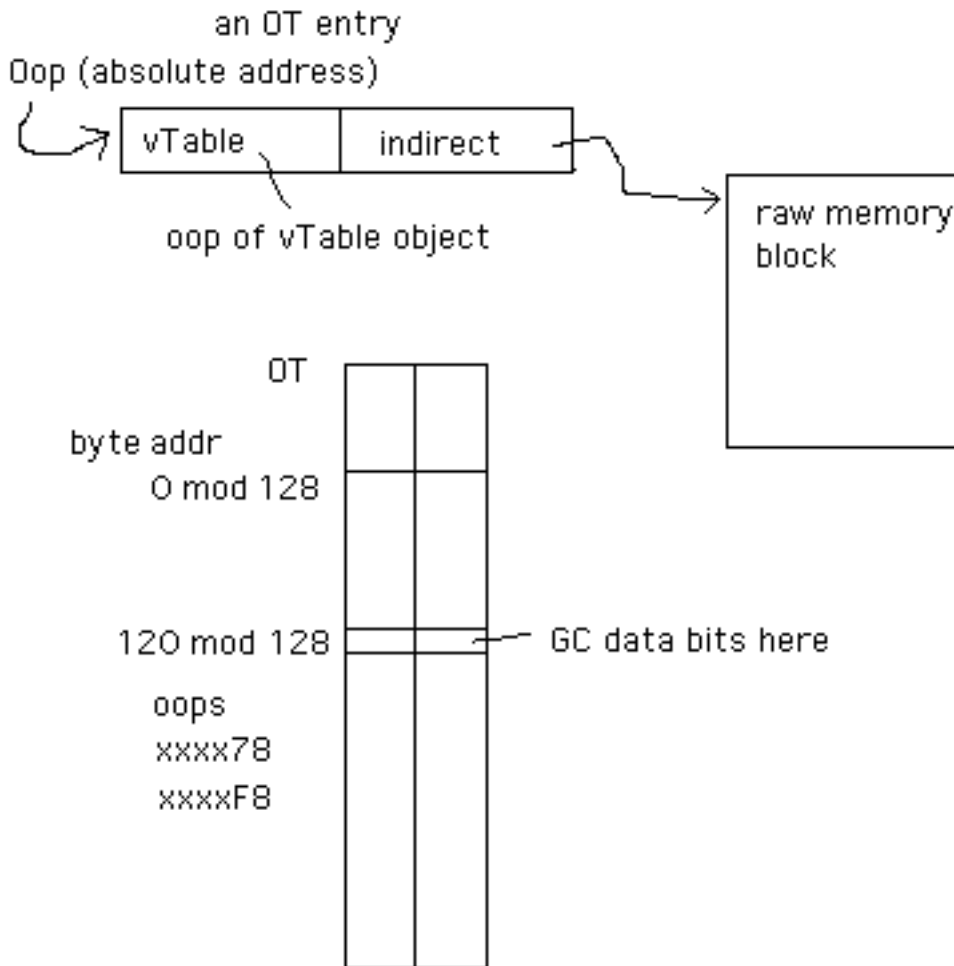 an OT entry
Oop (absolute address)
vTable
indirect
oop of vTable object
raw memory
block
OT
byte addr
0 mod 128
120 mod 128
GC data bits here
oops
xxxx78
xxxxF8